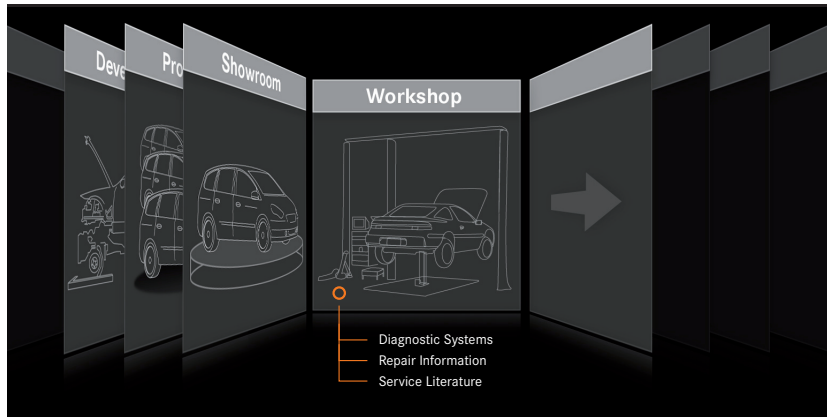 Showroom
Workshop
Diagnostic Systems
Repair Information
Service Literature